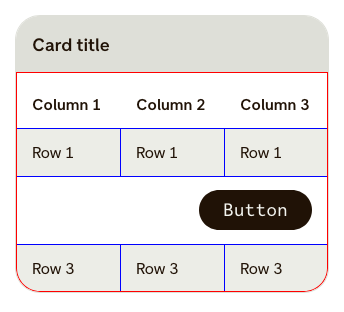 Card title
Column 1 Column 2 Column 3
Row 1 Row 1 Row 1
Button
Row 3 Row 3 Row 3